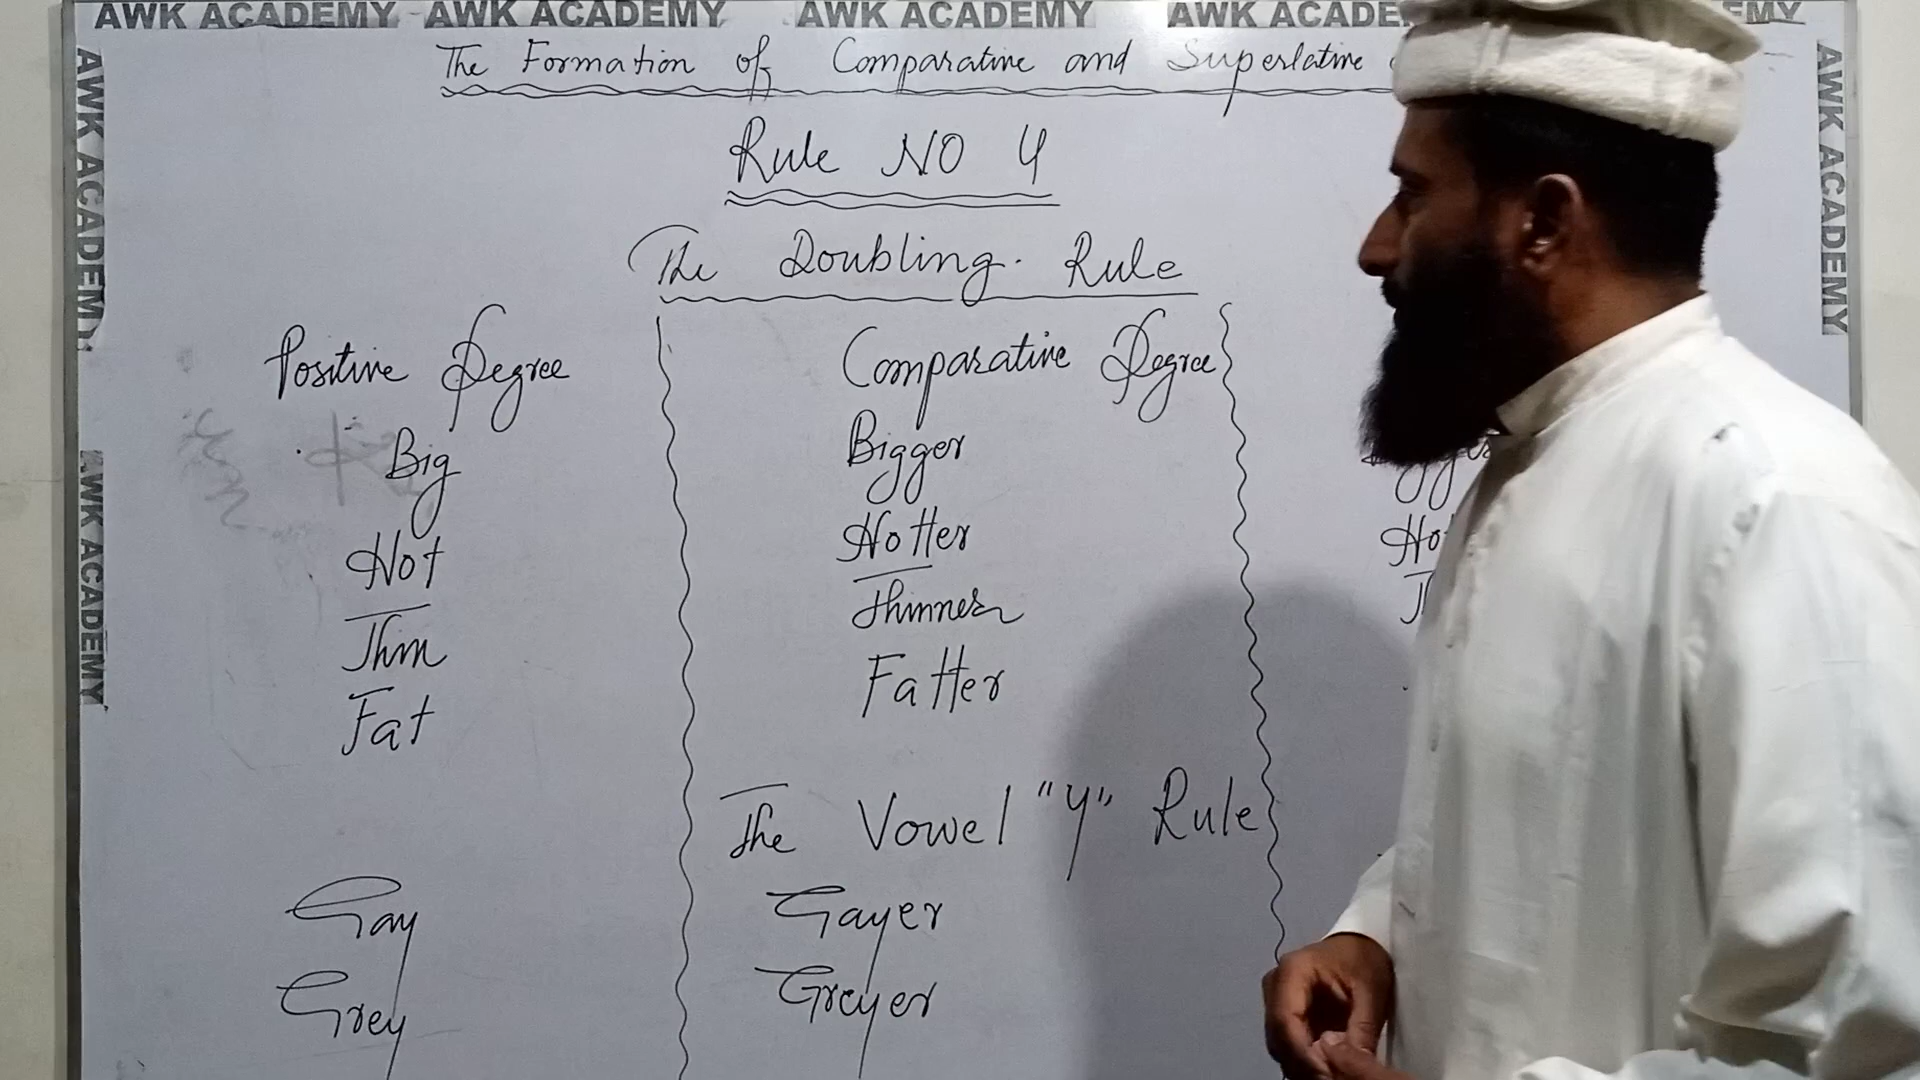 AWK ACADEMY AWK ACADEMY AWK ACADEMY AWK ACADE EMY
AWK ACADEMY
AWK ACADEMY
AWK ACADEMY
The Formation of Comparative and Superlative
Rule NO 4
The Doubling Rule
Positive Degree Comparative Degree
Big Bigger
Hot Hotter Ho
Thin Thinner
Fat Fatter
The Vowel "Y" Rule
Gay Gayer
Grey Greyer